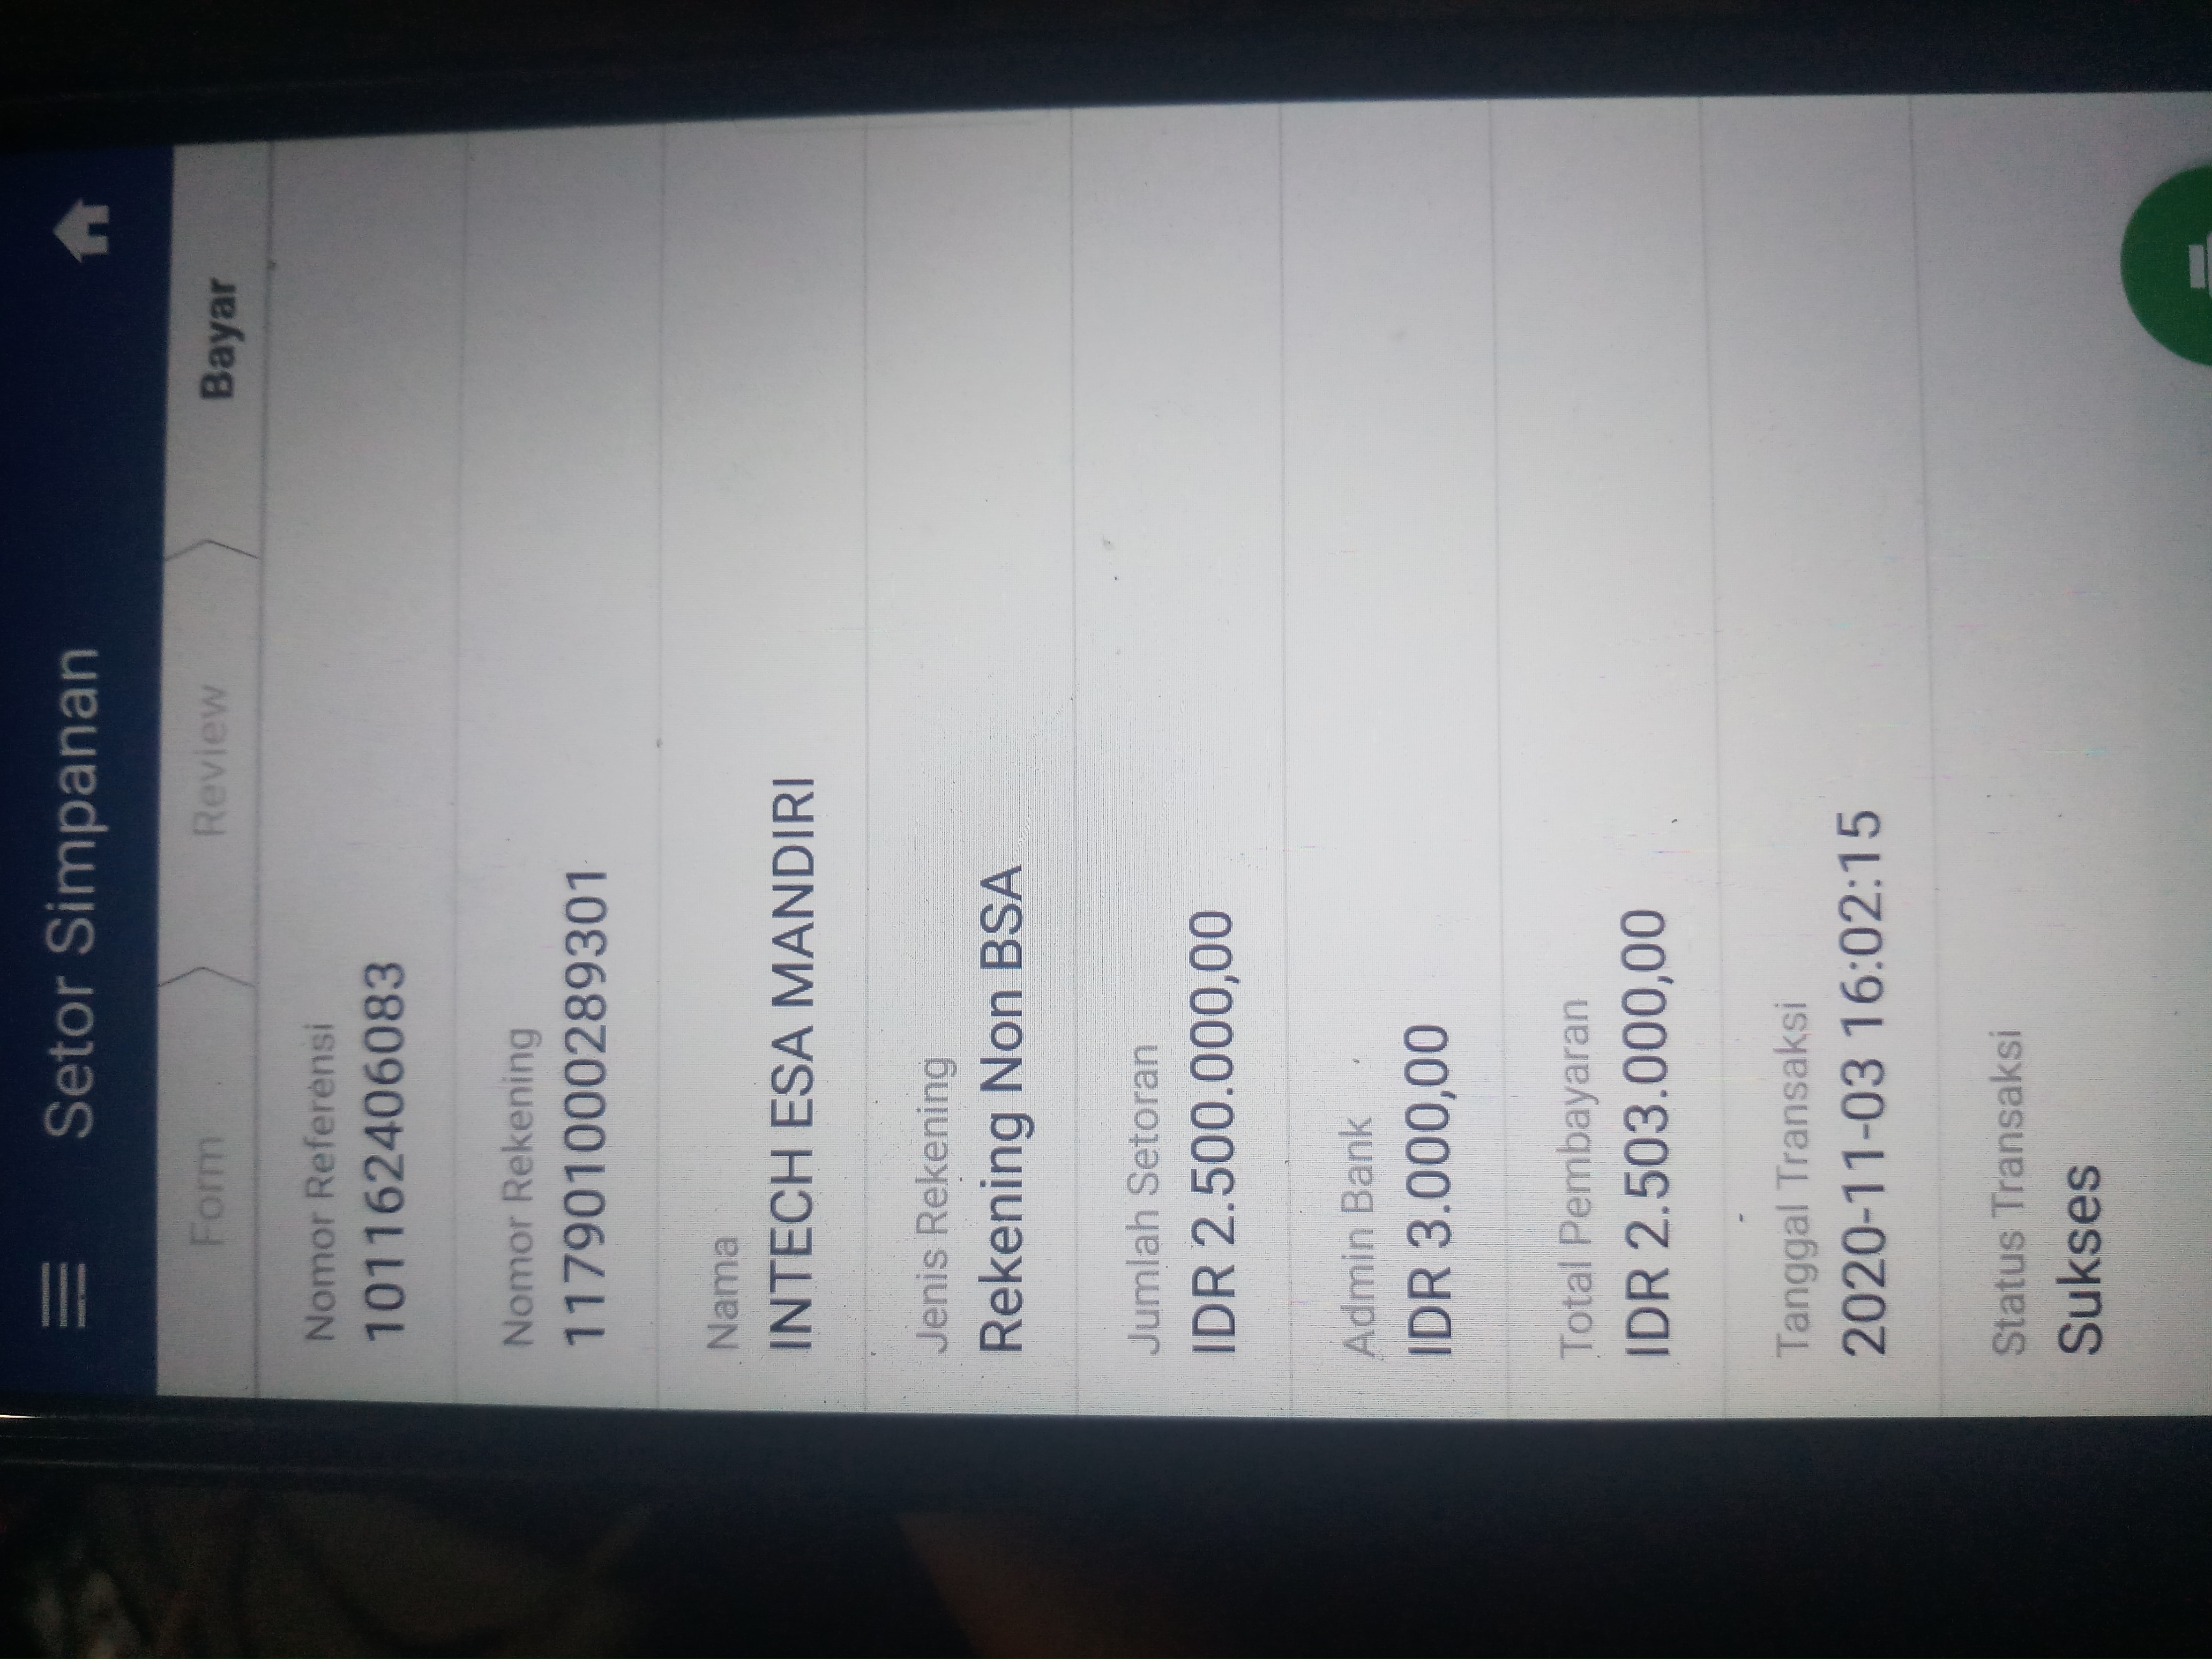 Setor Simpanan
Form
Review
Bayar
Nomor Referensi
101162406083
Nomor Rekening
117901000289301
Nama
INTECH ESA MANDIRI
Jenis Rekening
Rekening Non BSA
Jumlah Setoran
IDR 2.500.000,00
Admin Bank
IDR 3.000,00
Total Pembayaran
IDR 2.503.000,00
Tanggal Transaksi
2020-11-03 16:02:15
Status Transaksi
Sukses